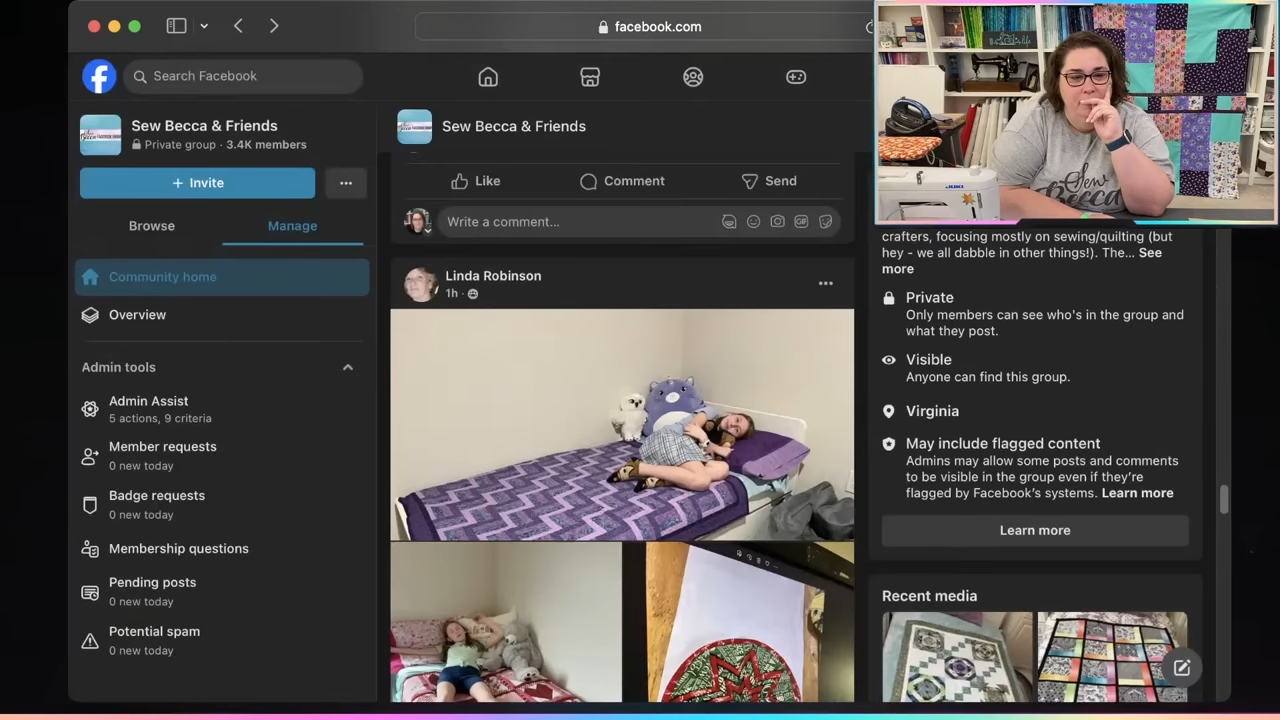 facebook.com
Search Facebook
Sew Becca & Friends
Private group · 3.4K members
+ Invite
Browse
Manage
Community home
Overview
Admin tools
Admin Assist
5 actions, 9 criteria
Member requests
0 new today
Badge requests
0 new today
Membership questions
Pending posts
0 new today
Potential spam
0 new today
Sew Becca & Friends
Like
Comment
Send
Write a comment...
GIF
Linda Robinson
1h ·
crafters, focusing mostly on sewing/quilting (but
hey - we all dabble in other things!). The... See
more
Private
Only members can see who's in the group and
what they post.
Visible
Anyone can find this group.
Virginia
May include flagged content
Admins may allow some posts and comments
to be visible in the group even if they're
flagged by Facebook's systems. Learn more
Learn more
Recent media
Sew
Becca
JUKI